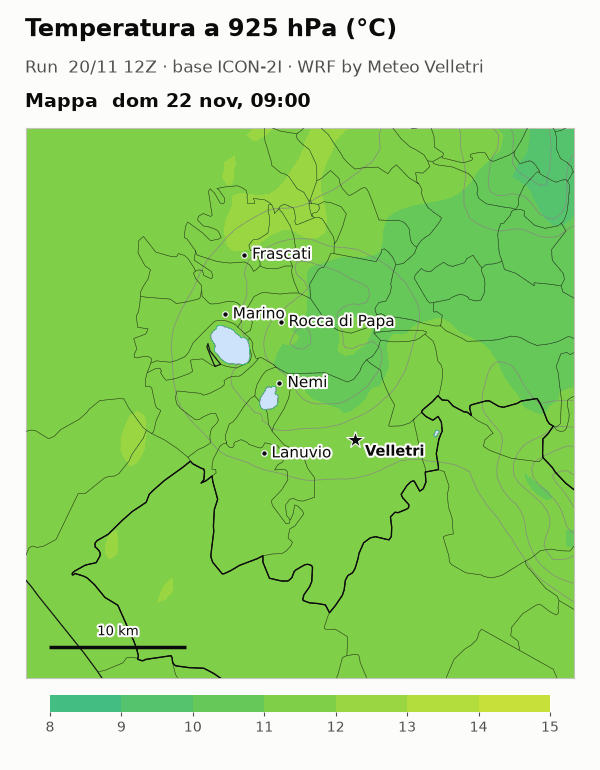 Temperatura a 925 hPa (°C)
Run  20/11 12Z · base ICON-2I · WRF by Meteo Velletri
Mappa  dom 22 nov, 09:00
Frascati
Marino
Rocca di Papa
Nemi
Velletri
Lanuvio
10 km
8 9 10 11 12 13 14 15